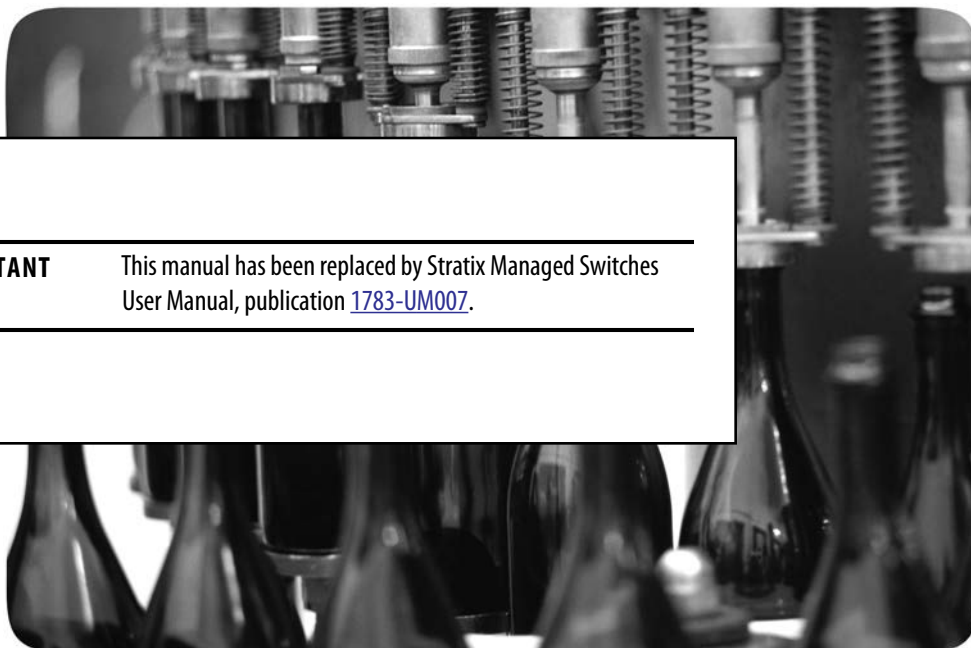 TANT This manual has been replaced by Stratix Managed Switches
User Manual, publication 1783-UM007.